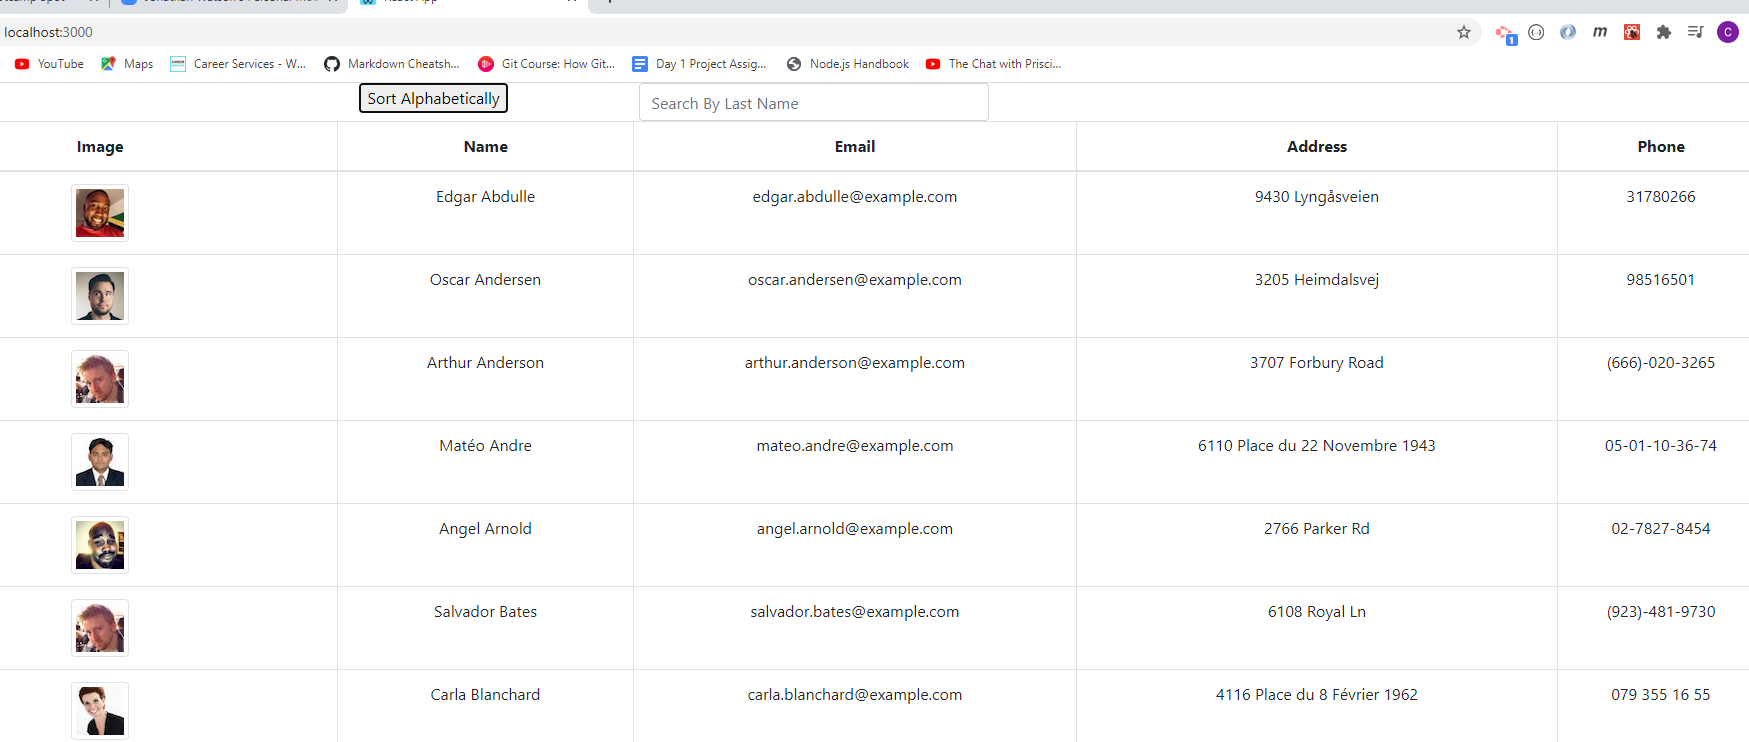 React App
localhost:3000
1
C
YouTube Maps Career Services - W... Markdown Cheatsh... Git Course: How Git... Day 1 Project Assig... Node.js Handbook The Chat with Prisci...
Sort Alphabetically Search By Last Name
Image Name Email Address Phone
Edgar Abdulle edgar.abdulle@example.com 9430 Lyngåsveien 31780266
Oscar Andersen oscar.andersen@example.com 3205 Heimdalsvej 98516501
Arthur Anderson arthur.anderson@example.com 3707 Forbury Road (666)-020-3265
Matéo Andre mateo.andre@example.com 6110 Place du 22 Novembre 1943 05-01-10-36-74
Angel Arnold angel.arnold@example.com 2766 Parker Rd 02-7827-8454
Salvador Bates salvador.bates@example.com 6108 Royal Ln (923)-481-9730
Carla Blanchard carla.blanchard@example.com 4116 Place du 8 Février 1962 079 355 16 55